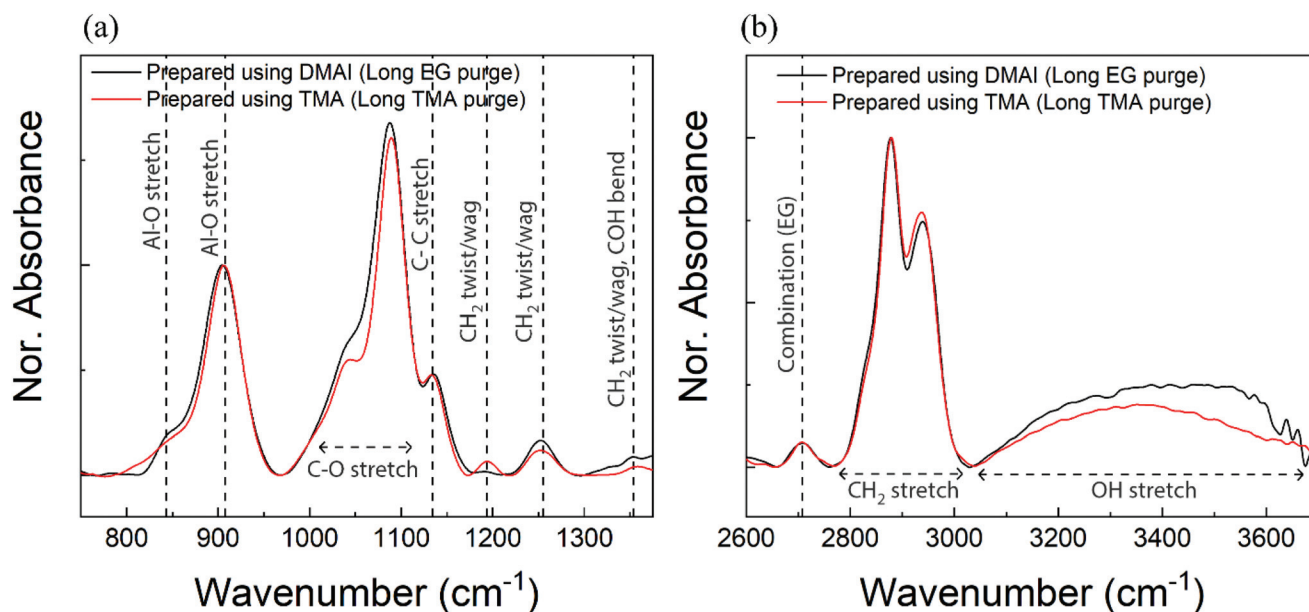 (a)
Prepared using DMAI (Long EG purge)
Prepared using TMA (Long TMA purge)
Al-O stretch
Al-O stretch
C-O stretch
C-C stretch
CH2 twist/wag
CH2 twist/wag
CH2 twist/wag, COH bend
Nor. Absorbance
800 900 1000 1100 1200 1300
Wavenumber (cm-1)
(b)
Prepared using DMAI (Long EG purge)
Prepared using TMA (Long TMA purge)
Combination (EG)
CH2 stretch
OH stretch
Nor. Absorbance
2600 2800 3000 3200 3400 3600
Wavenumber (cm-1)